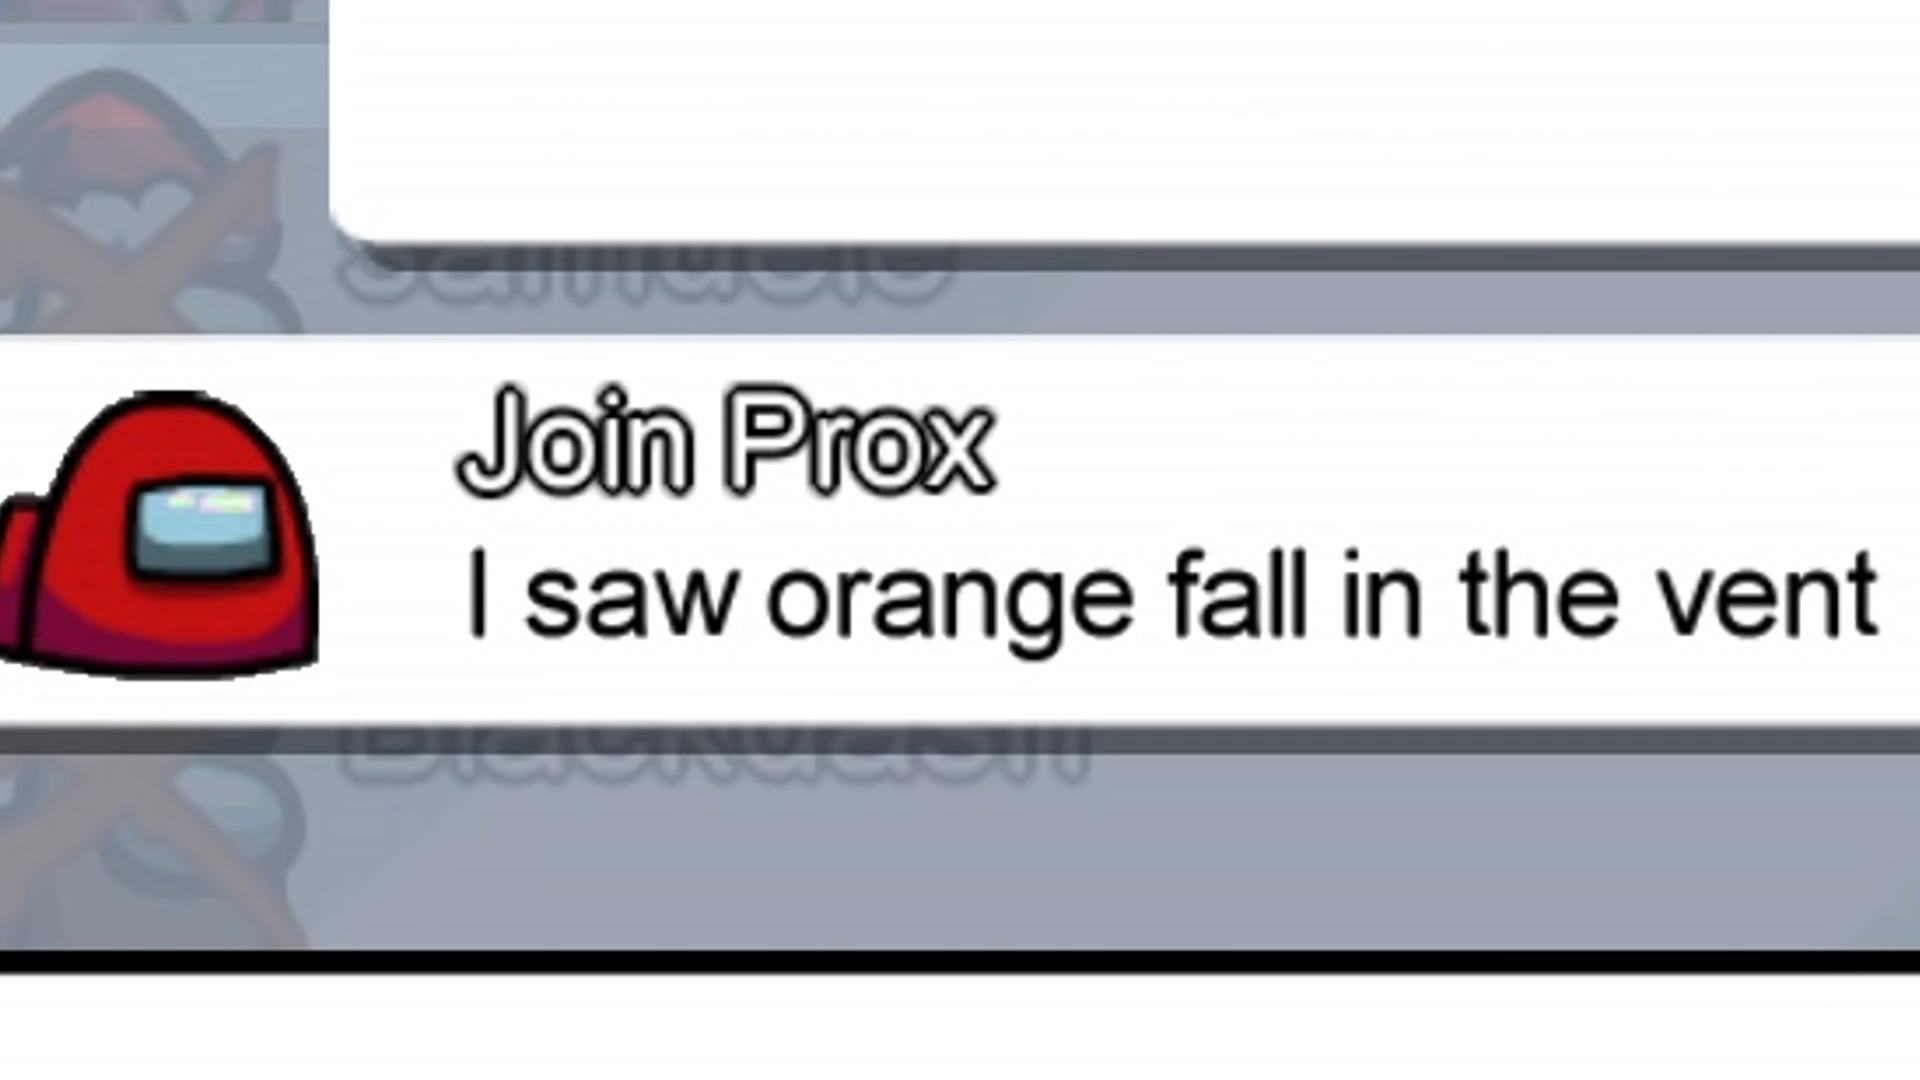 Join Prox
I saw orange fall in the vent